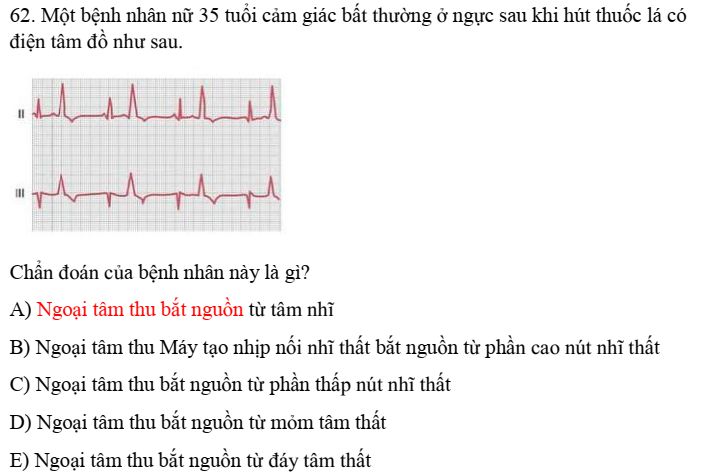 62. Một bệnh nhân nữ 35 tuổi cảm giác bất thường ở ngực sau khi hút thuốc lá có
điện tâm đồ như sau.
II
III
Chẩn đoán của bệnh nhân này là gì?
A) Ngoại tâm thu bắt nguồn từ tâm nhĩ
B) Ngoại tâm thu Máy tạo nhịp nối nhĩ thất bắt nguồn từ phần cao nút nhĩ thất
C) Ngoại tâm thu bắt nguồn từ phần thấp nút nhĩ thất
D) Ngoại tâm thu bắt nguồn từ mỏm tâm thất
E) Ngoại tâm thu bắt nguồn từ đáy tâm thất